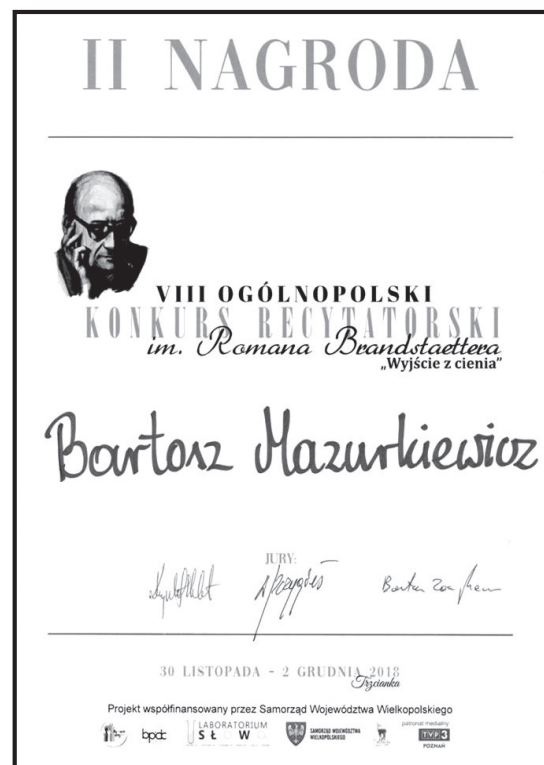 II NAGRODA
VIII OGÓLNOPOLSKI
KONKURS RECYTATORSKI
im. Romana Brandstaettera
„Wyjście z cienia”
Bartosz Mazurkiewicz
JURY:
30 LISTOPADA - 2 GRUDNIA 2018
Trzcianka
Projekt współfinansowany przez Samorząd Województwa Wielkopolskiego
bpdc
LABORATORIUM
SŁOWA
SAMORZĄD WOJEWÓDZTWA
WIELKOPOLSKIEGO
patronat medialny
TVP3
POZNAŃ